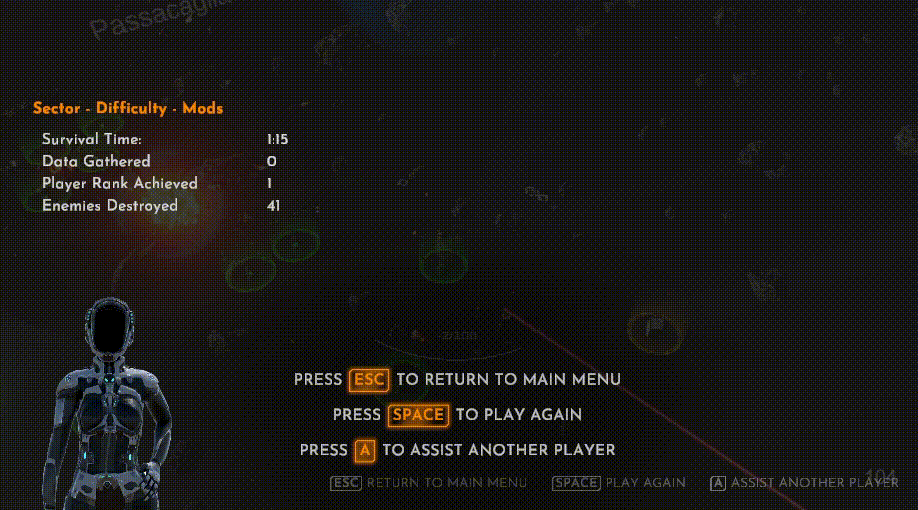 Sector - Difficulty - Mods
Survival Time: 1:15
Data Gathered 0
Player Rank Achieved 1
Enemies Destroyed 41
-2/100
PRESS ESC TO RETURN TO MAIN MENU
PRESS SPACE TO PLAY AGAIN
PRESS A TO ASSIST ANOTHER PLAYER
104
ESC RETURN TO MAIN MENU SPACE PLAY AGAIN A ASSIST ANOTHER PLAYER